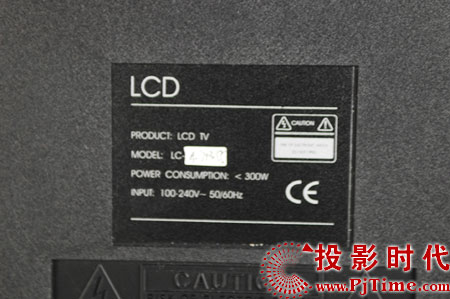 LCD
CAUTION
PRODUCT: LCD TV
MODEL: LC-
POWER CONSUMPTION: < 300W
INPUT: 100-240V~ 50/60Hz
CE
CAUTION
投影时代
www.PjTime.com